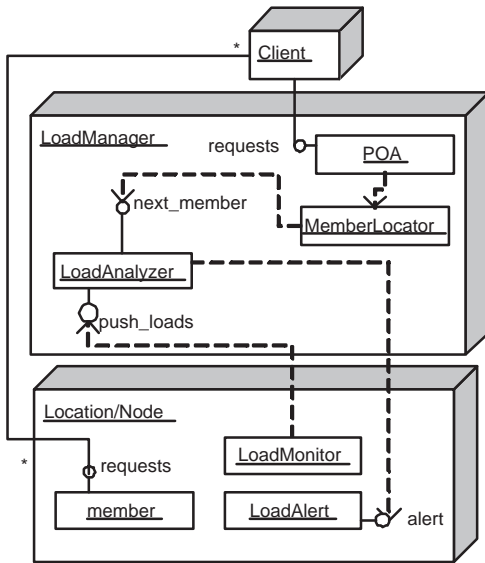 *
Client
LoadManager
requests
POA
next_member
MemberLocator
LoadAnalyzer
push_loads
Location/Node
*
requests
LoadMonitor
member
LoadAlert
alert